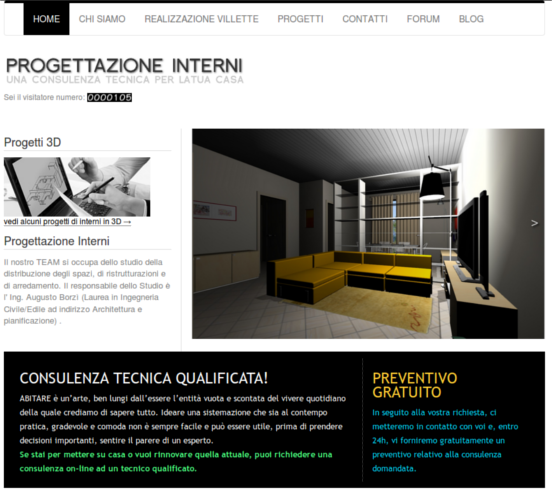 HOME CHI SIAMO REALIZZAZIONE VILLETTE PROGETTI CONTATTI FORUM BLOG
PROGETTAZIONE INTERNI
UNA CONSULENZA TECNICA PER LATUA CASA
Sei il visitatore numero: 0000105
Progetti 3D
vedi alcuni progetti di interni in 3D →
Progettazione Interni
Il nostro TEAM si occupa dello studio della
distribuzione degli spazi, di ristrutturazioni e
di arredamento. Il responsabile dello Studio è
l' Ing. Augusto Borzì (Laurea in Ingegneria
Civile/Edile ad indirizzo Architettura e
pianificazione) .
>
CONSULENZA TECNICA QUALIFICATA!
ABITARE è un'arte, ben lungi dall'essere l'entità vuota e scontata del vivere quotidiano
della quale crediamo di sapere tutto. Ideare una sistemazione che sia al contempo
pratica, gradevole e comoda non è sempre facile e può essere utile, prima di prendere
decisioni importanti, sentire il parere di un esperto.
Se stai per mettere su casa o vuoi rinnovare quella attuale, puoi richiedere una
consulenza on-line ad un tecnico qualificato.
PREVENTIVO
GRATUITO
In seguito alla vostra richiesta, ci
metteremo in contatto con voi e, entro
24h, vi forniremo gratuitamente un
preventivo relativo alla consulenza
domandata.